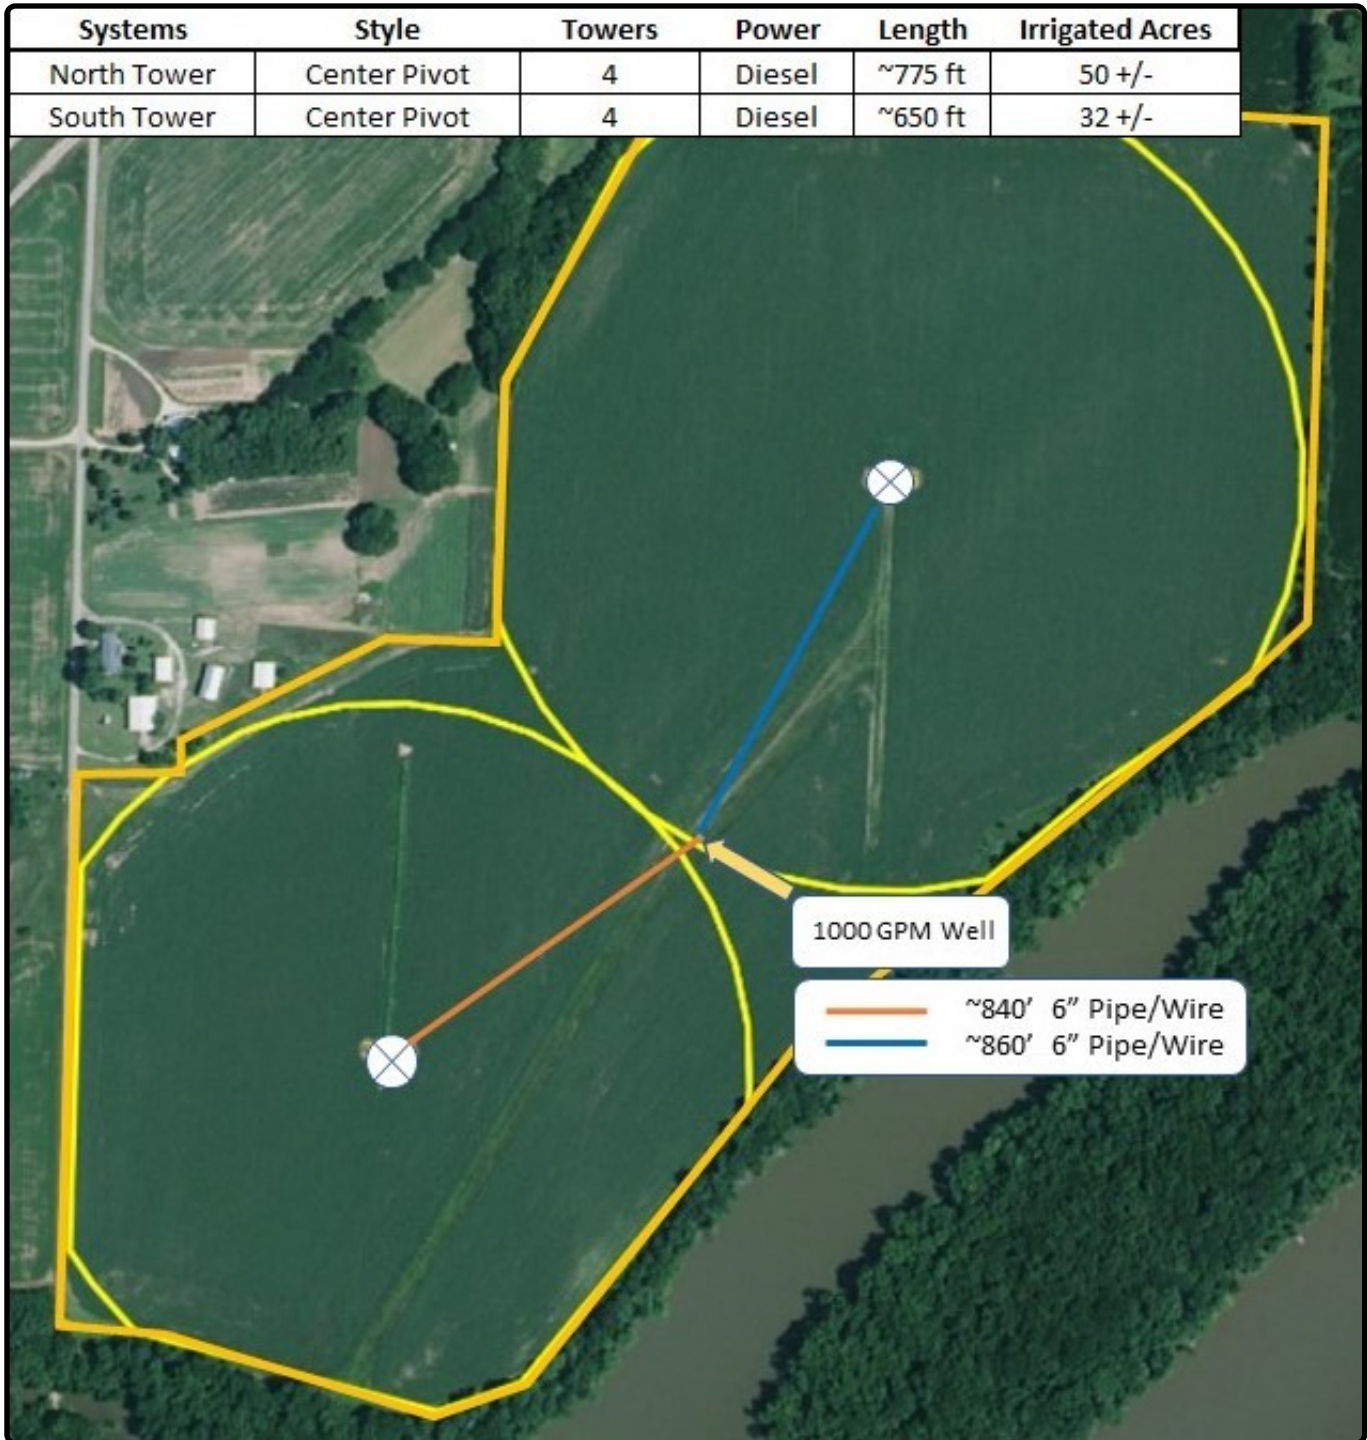 Systems Style Towers Power Length Irrigated Acres
North Tower Center Pivot 4 Diesel ~775 ft 50 +/-
South Tower Center Pivot 4 Diesel ~650 ft 32 +/-
1000 GPM Well
~840' 6" Pipe/Wire
~860' 6" Pipe/Wire